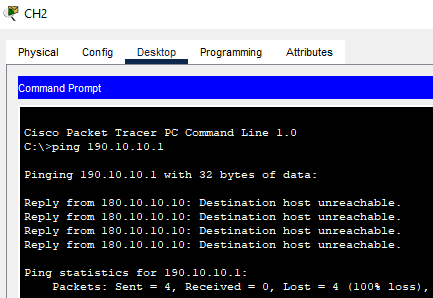 CH2
Physical Config Desktop Programming Attributes
Command Prompt
Cisco Packet Tracer PC Command Line 1.0
C:\>ping 190.10.10.1
Pinging 190.10.10.1 with 32 bytes of data:
Reply from 180.10.10.10: Destination host unreachable.
Reply from 180.10.10.10: Destination host unreachable.
Reply from 180.10.10.10: Destination host unreachable.
Reply from 180.10.10.10: Destination host unreachable.
Ping statistics for 190.10.10.1:
Packets: Sent = 4, Received = 0, Lost = 4 (100% loss),